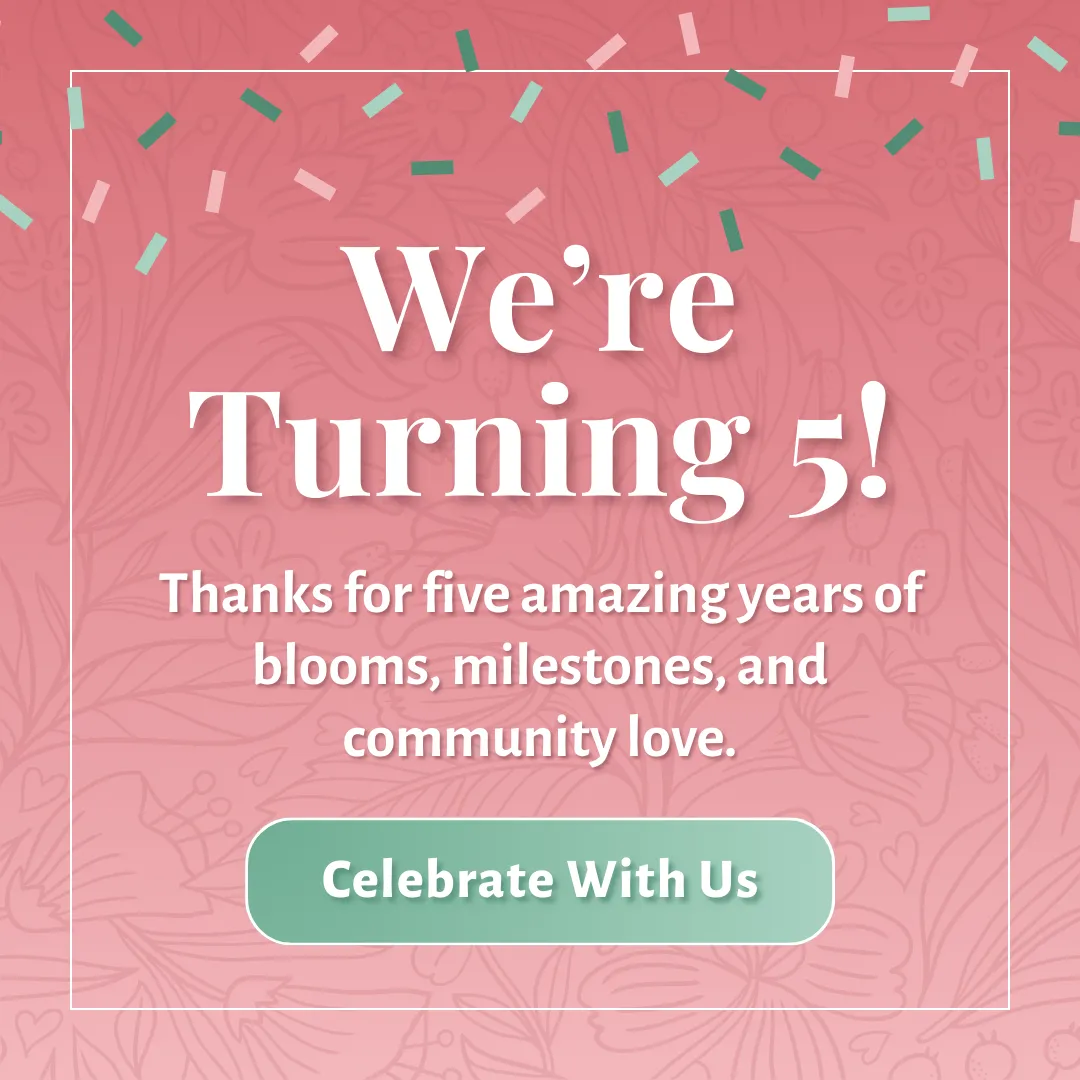 We’re
Turning 5!
Thanks for five amazing years of
blooms, milestones, and
community love.
Celebrate With Us